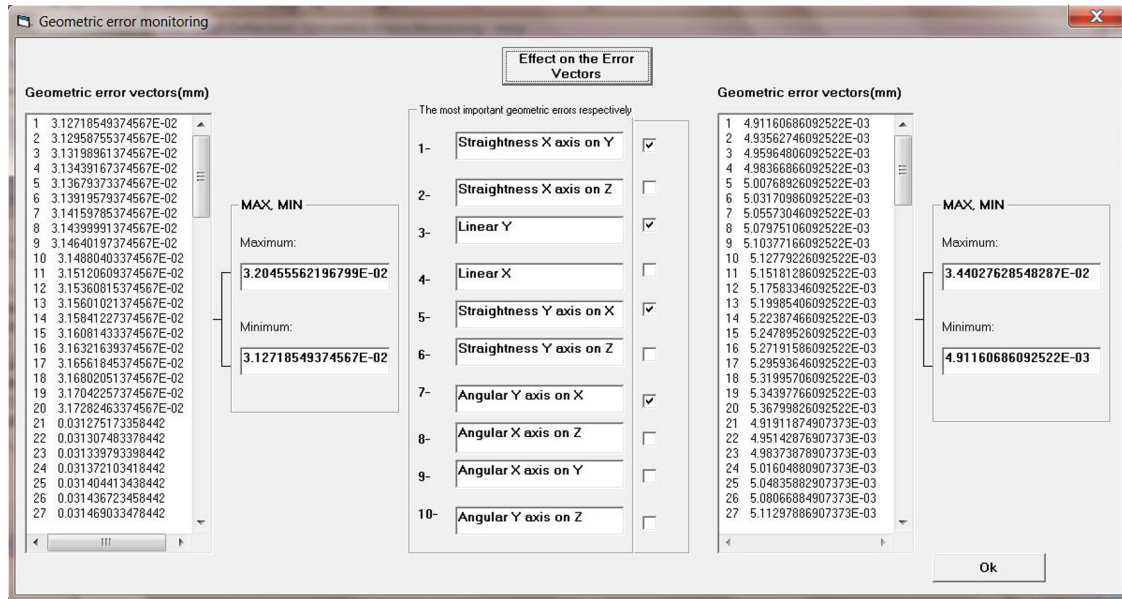 Geometric error monitoring
Effect on the Error
Vectors
Geometric error vectors(mm)
1 3.12718549374567E-02
2 3.12958755374567E-02
3 3.13198961374567E-02
4 3.13439167374567E-02
5 3.13679373374567E-02
6 3.13919579374567E-02
7 3.14159785374567E-02
8 3.14399991374567E-02
9 3.14640197374567E-02
10 3.14880403374567E-02
11 3.15120609374567E-02
12 3.15360815374567E-02
13 3.15601021374567E-02
14 3.15841227374567E-02
15 3.16081433374567E-02
16 3.16321639374567E-02
17 3.16561845374567E-02
18 3.16802051374567E-02
19 3.17042257374567E-02
20 3.17282463374567E-02
21 0.031275173358442
22 0.031307483378442
23 0.031339793398442
24 0.031372103418442
25 0.031404413438442
26 0.031436723458442
27 0.031469033478442
MAX, MIN
Maximum:
3.20455562196799E-02
Minimum:
3.12718549374567E-02
The most important geometric errors respectively
1- Straightness X axis on Y
2- Straightness X axis on Z
3- Linear Y
4- Linear X
5- Straightness Y axis on X
6- Straightness Y axis on Z
7- Angular Y axis on X
8- Angular X axis on Z
9- Angular X axis on Y
10- Angular Y axis on Z
Geometric error vectors(mm)
1 4.91160686092522E-03
2 4.93562746092522E-03
3 4.95964806092522E-03
4 4.98366866092522E-03
5 5.00768926092522E-03
6 5.03170986092522E-03
7 5.05573046092522E-03
8 5.07975106092522E-03
9 5.10377166092522E-03
10 5.12779226092522E-03
11 5.15181286092522E-03
12 5.17583346092522E-03
13 5.19985406092522E-03
14 5.22387466092522E-03
15 5.24789526092522E-03
16 5.27191586092522E-03
17 5.29593646092522E-03
18 5.31995706092522E-03
19 5.34397766092522E-03
20 5.36799826092522E-03
21 4.91911874907373E-03
22 4.95142876907373E-03
23 4.98373878907373E-03
24 5.01604880907373E-03
25 5.04835882907373E-03
26 5.08066884907373E-03
27 5.11297886907373E-03
MAX, MIN
Maximum:
3.44027628548287E-02
Minimum:
4.91160686092522E-03
Ok